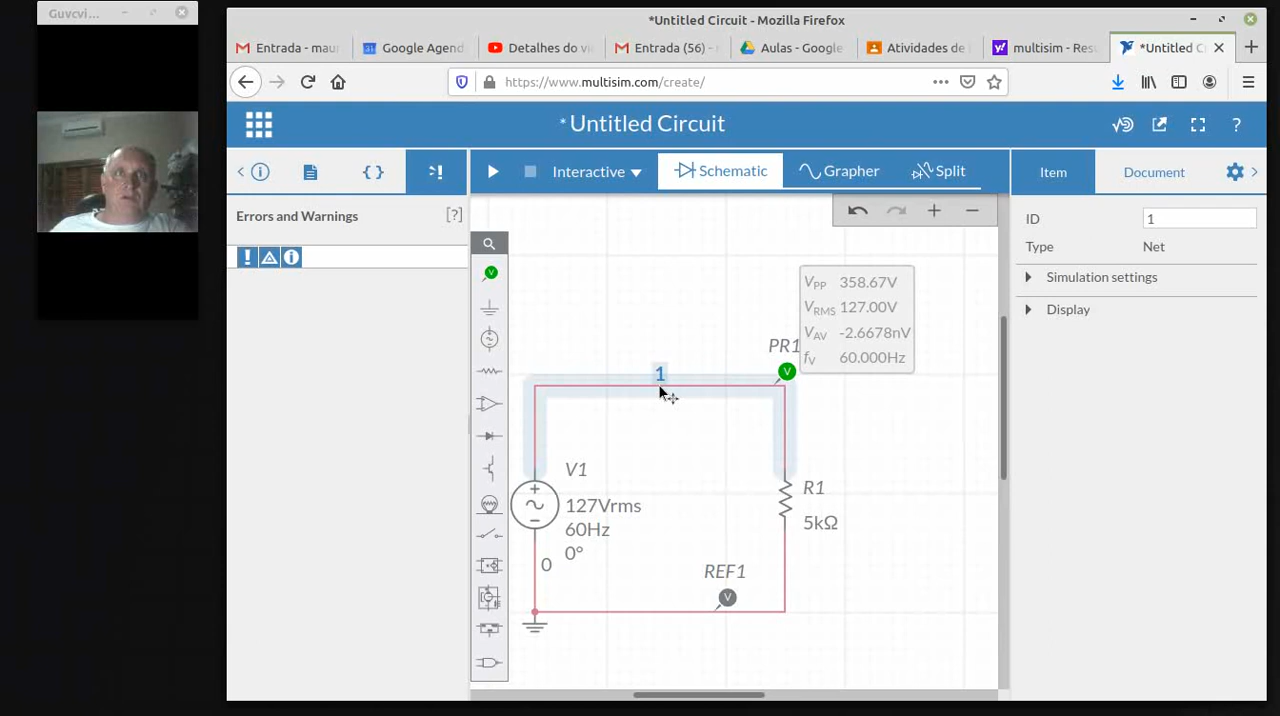 Guvcvi...
*Untitled Circuit - Mozilla Firefox
Entrada - mau
Google Agend
Detalhes do ví
Entrada (56) -
Aulas - Google
Atividades de
multisim - Res
*Untitled C
https://www.multisim.com/create/
* Untitled Circuit
?
Interactive
Schematic
Grapher
Split
Item
Document
Errors and Warnings
[?]
ID 1
Type Net
Simulation settings
Display
VPP 358.67V
VRMS 127.00V
VAV -2.6678nV
fV 60.000Hz
PR1
V
1
V1
127Vrms
60Hz
0°
0
R1
5kΩ
REF1
V